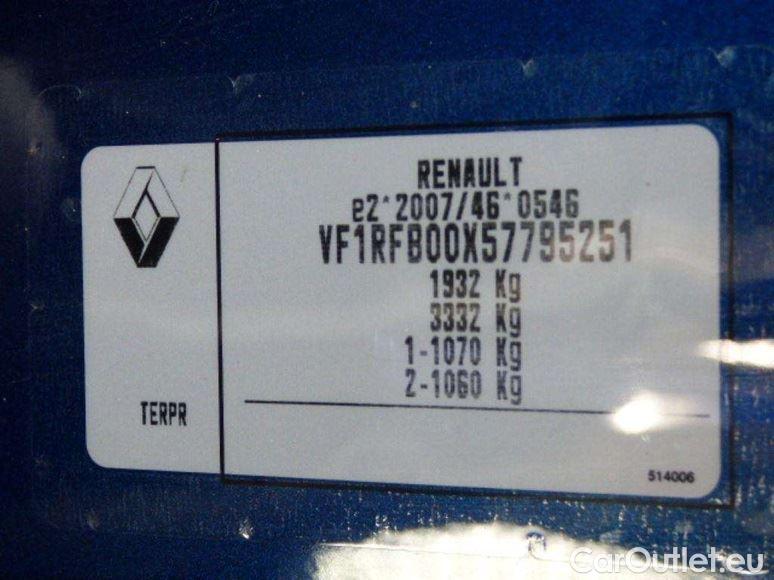 RENAULT
e2*2007/46*0546
VF1RFB00X57795251
1932 Kg
3332 Kg
1-1070 Kg
2-1060 Kg
TERPR
514006
CarOutlet.eu